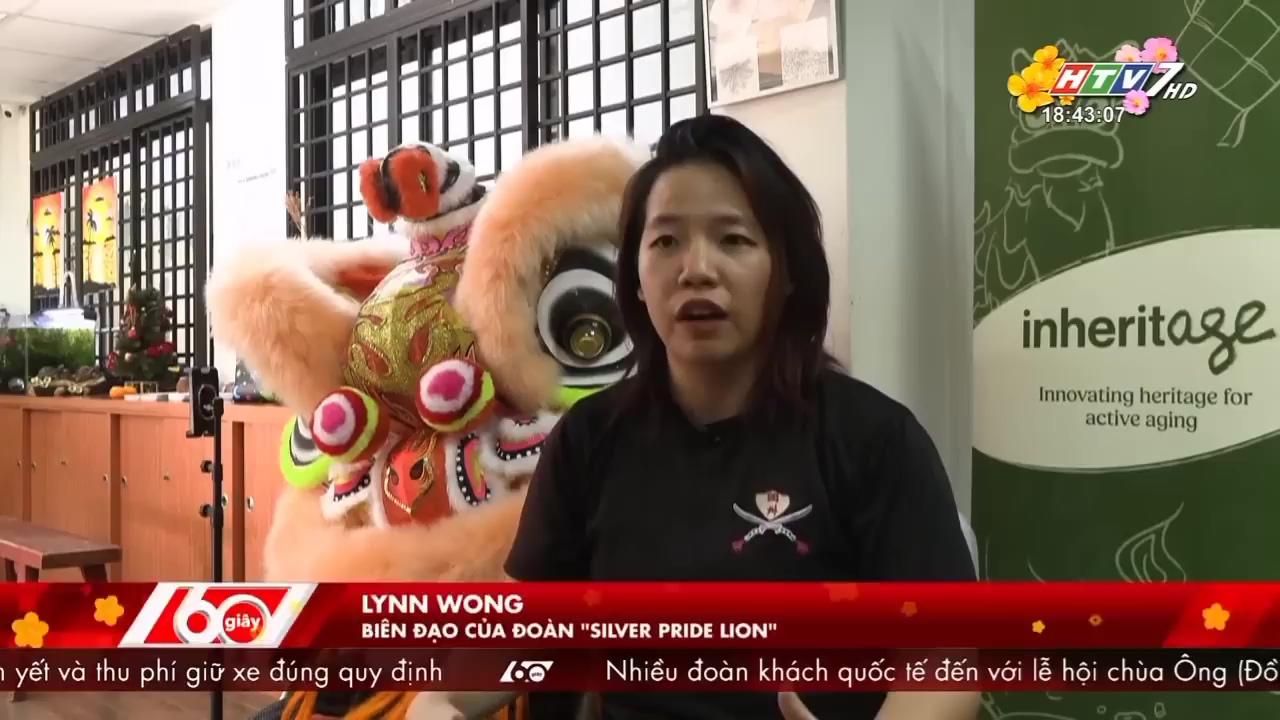 HTV7 HD
18:43:07
inheritage
Innovating heritage for
active aging
LYNN WONG
60 giây
BIÊN ĐẠO CỦA ĐOÀN "SILVER PRIDE LION"
yết và thu phí giữ xe đúng quy định
60
Nhiều đoàn khách quốc tế đến với lễ hội chùa Ông (Đồ